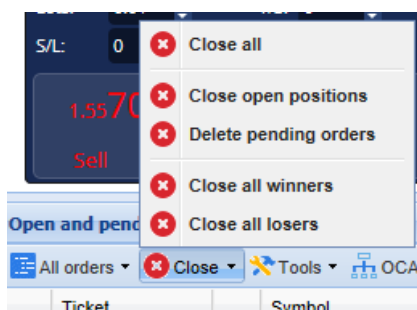 S/L: 0
Close all
Close open positions
Delete pending orders
1.5570
Sell
Close all winners
Close all losers
Open and pend
All orders Close Tools OCA
Ticket Symbol